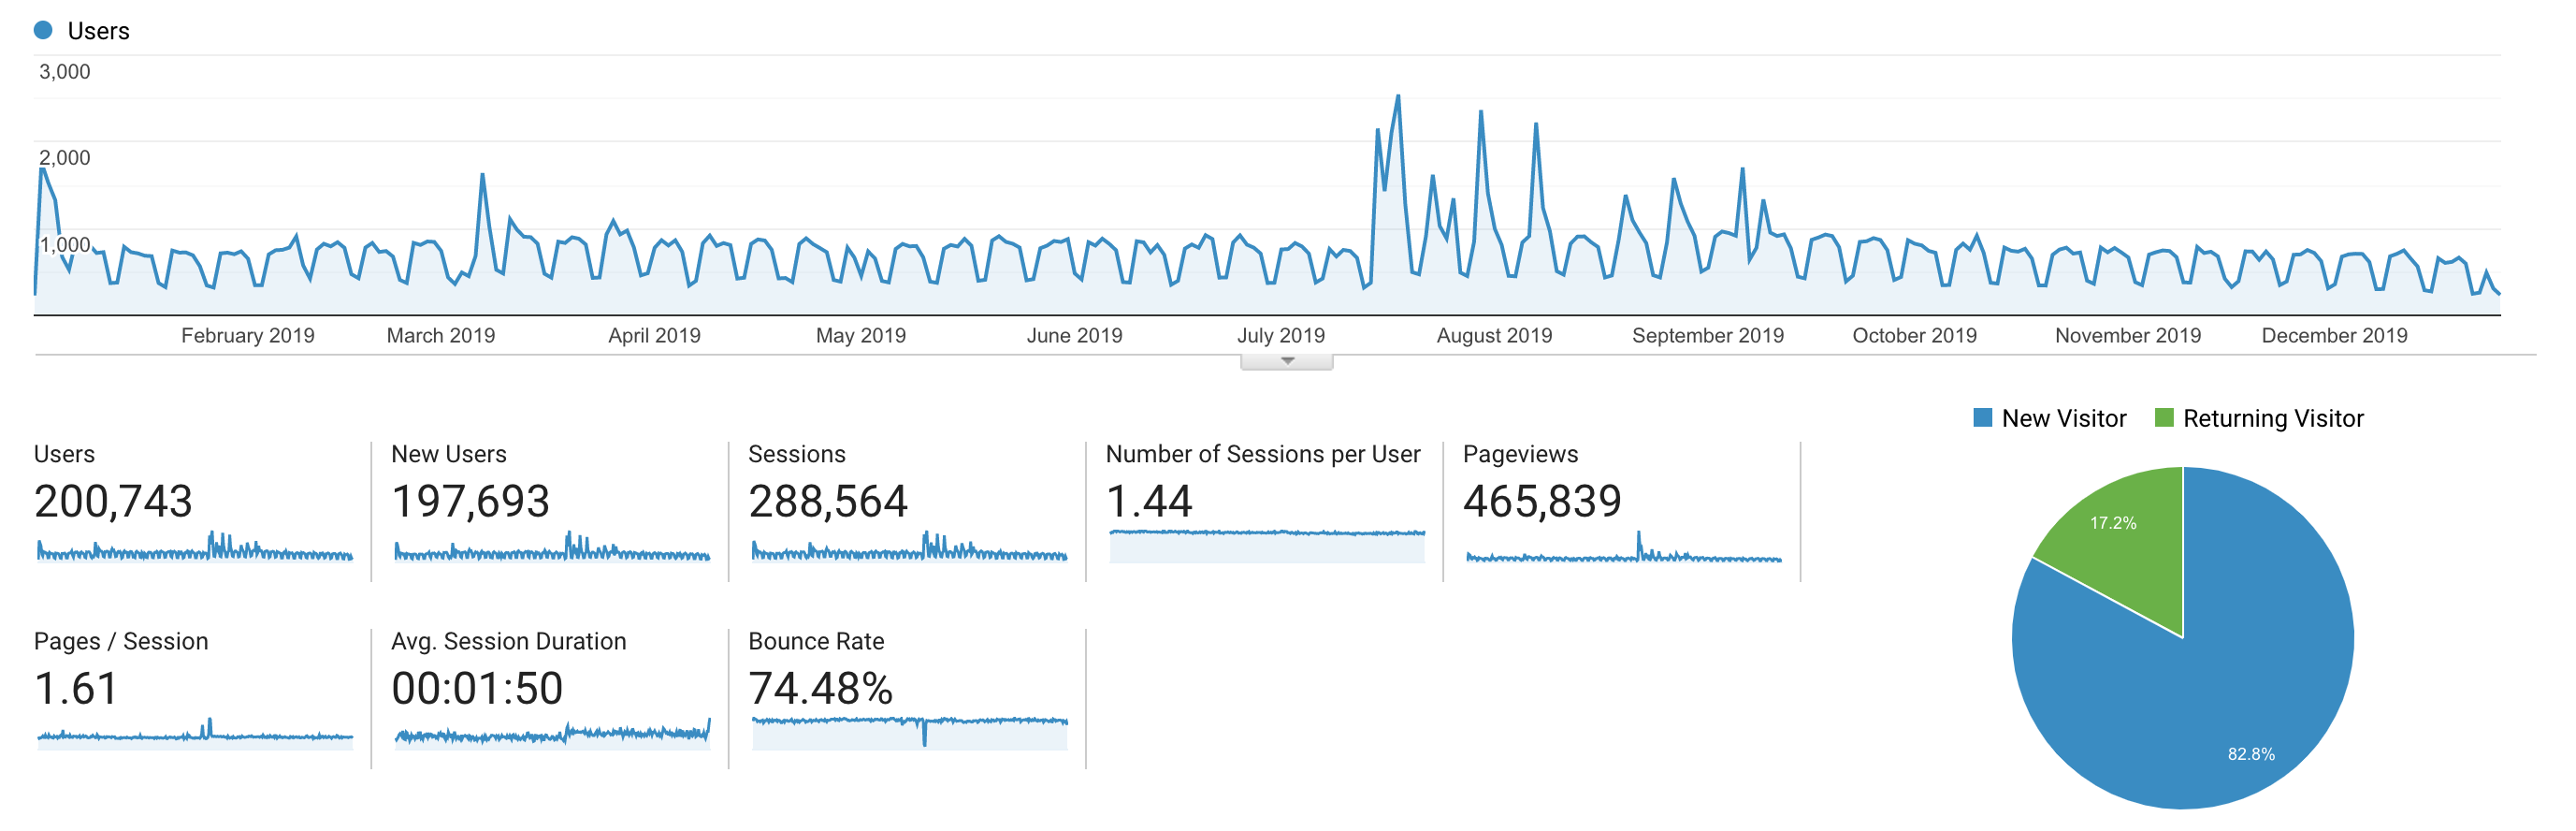 Users
3,000
2,000
1,000
February 2019 March 2019 April 2019 May 2019 June 2019 July 2019 August 2019 September 2019 October 2019 November 2019 December 2019
New Visitor Returning Visitor
Users New Users Sessions Number of Sessions per User Pageviews
200,743 197,693 288,564 1.44 465,839
17.2%
Pages / Session Avg. Session Duration Bounce Rate
1.61 00:01:50 74.48%
82.8%